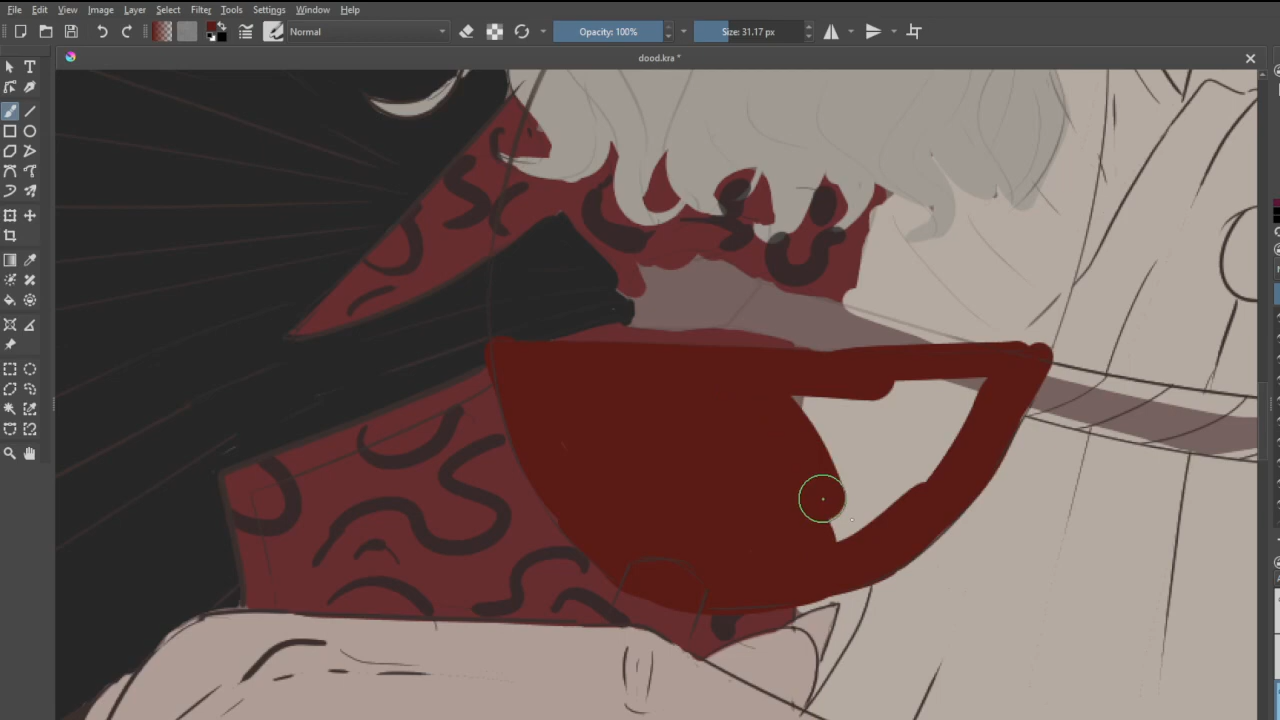 File Edit View Image Layer Select Filter Tools Settings Window Help
Normal Opacity: 100% Size: 31.17 px
dood.kra *